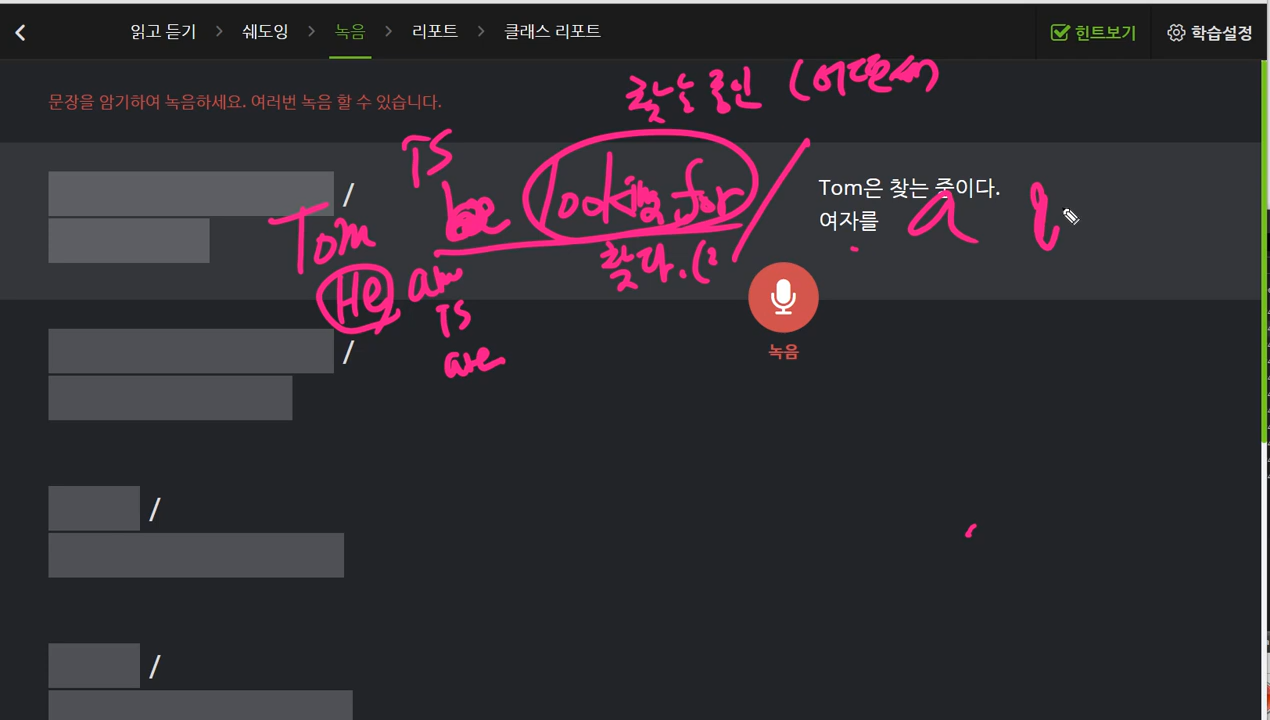 읽고 듣기 > 쉐도잉 > 녹음 > 리포트 > 클래스 리포트
힌트보기 학습설정
문장을 암기하여 녹음하세요. 여러번 녹음 할 수 있습니다.
찾는 중인
is
/
Tom be looking for /
Tom은 찾는 중이다.
여자를
a
찾다.
He am
is
are
녹음
/
/
/